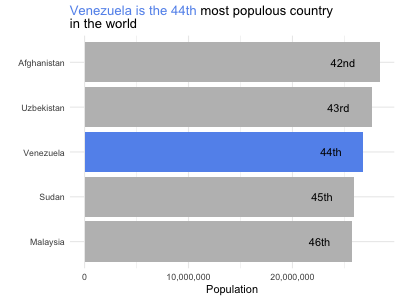 Venezuela is the 44th most populous country
in the world
Afghanistan 42nd
Uzbekistan 43rd
Venezuela 44th
Sudan 45th
Malaysia 46th
0 10,000,000 20,000,000
Population